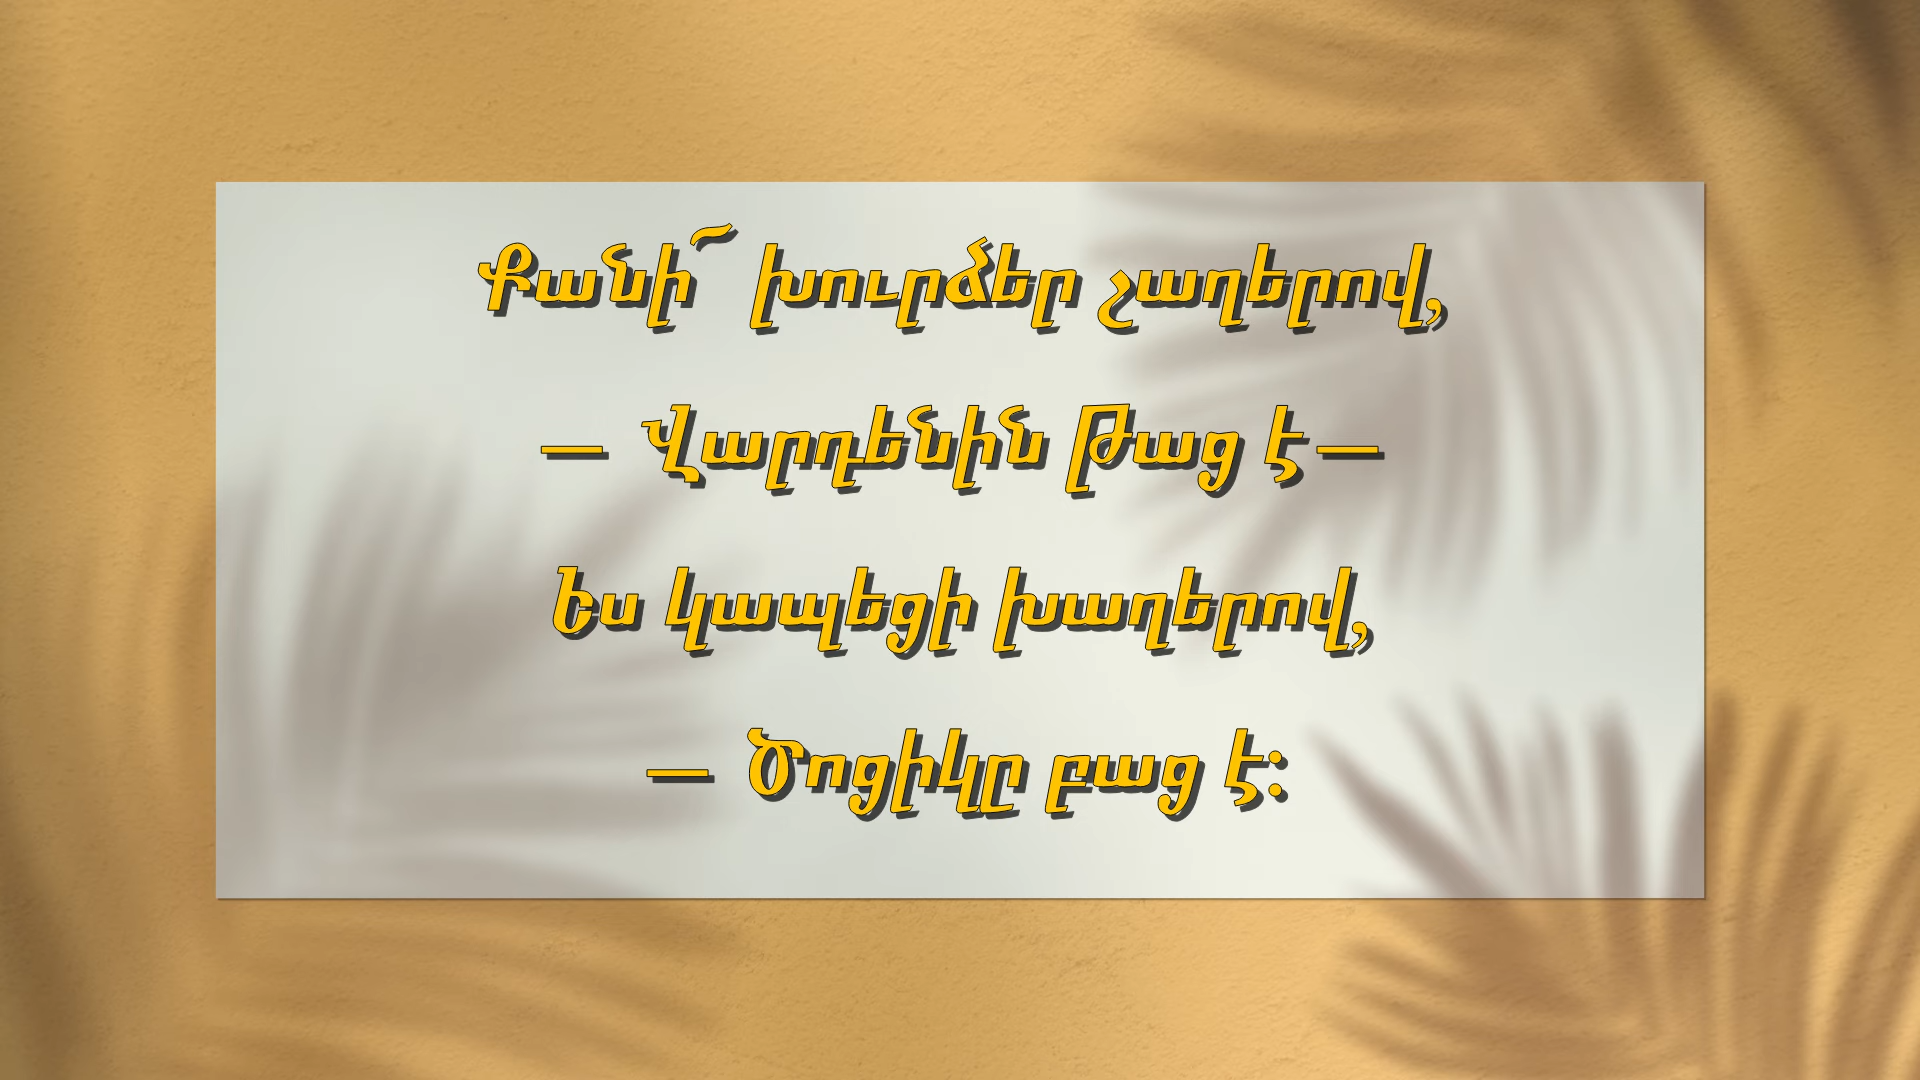 Քանի՜ խուրձեր շաղերով,
— Վարդենին Թաց է—
Ես կապեցի խաղերով,
— Ծոցիկը բաց է: